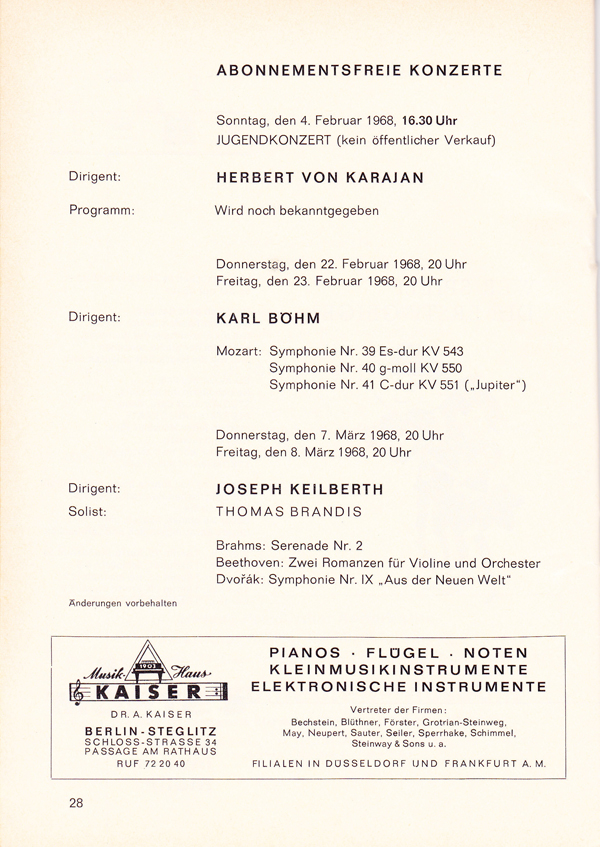 ABONNEMENTSFREIE KONZERTE
Sonntag, den 4. Februar 1968, 16.30 Uhr
JUGENDKONZERT (kein öffentlicher Verkauf)
Dirigent: HERBERT VON KARAJAN
Programm: Wird noch bekanntgegeben
Donnerstag, den 22. Februar 1968, 20 Uhr
Freitag, den 23. Februar 1968, 20 Uhr
Dirigent: KARL BÖHM
Mozart: Symphonie Nr. 39 Es-dur KV 543
Symphonie Nr. 40 g-moll KV 550
Symphonie Nr. 41 C-dur KV 551 („Jupiter“)
Donnerstag, den 7. März 1968, 20 Uhr
Freitag, den 8. März 1968, 20 Uhr
Dirigent: JOSEPH KEILBERTH
Solist: THOMAS BRANDIS
Brahms: Serenade Nr. 2
Beethoven: Zwei Romanzen für Violine und Orchester
Dvořák: Symphonie Nr. IX „Aus der Neuen Welt“
Änderungen vorbehalten
1903
Musik Haus
KAISER
DR. A. KAISER
BERLIN-STEGLITZ
SCHLOSS-STRASSE 34
PASSAGE AM RATHAUS
RUF 72 20 40
PIANOS · FLÜGEL · NOTEN
KLEINMUSIKINSTRUMENTE
ELEKTRONISCHE INSTRUMENTE
Vertreter der Firmen:
Bechstein, Blüthner, Förster, Grotrian-Steinweg,
May, Neupert, Sauter, Seiler, Sperrhake, Schimmel,
Steinway & Sons u. a.
FILIALEN IN DÜSSELDORF UND FRANKFURT A. M.
28